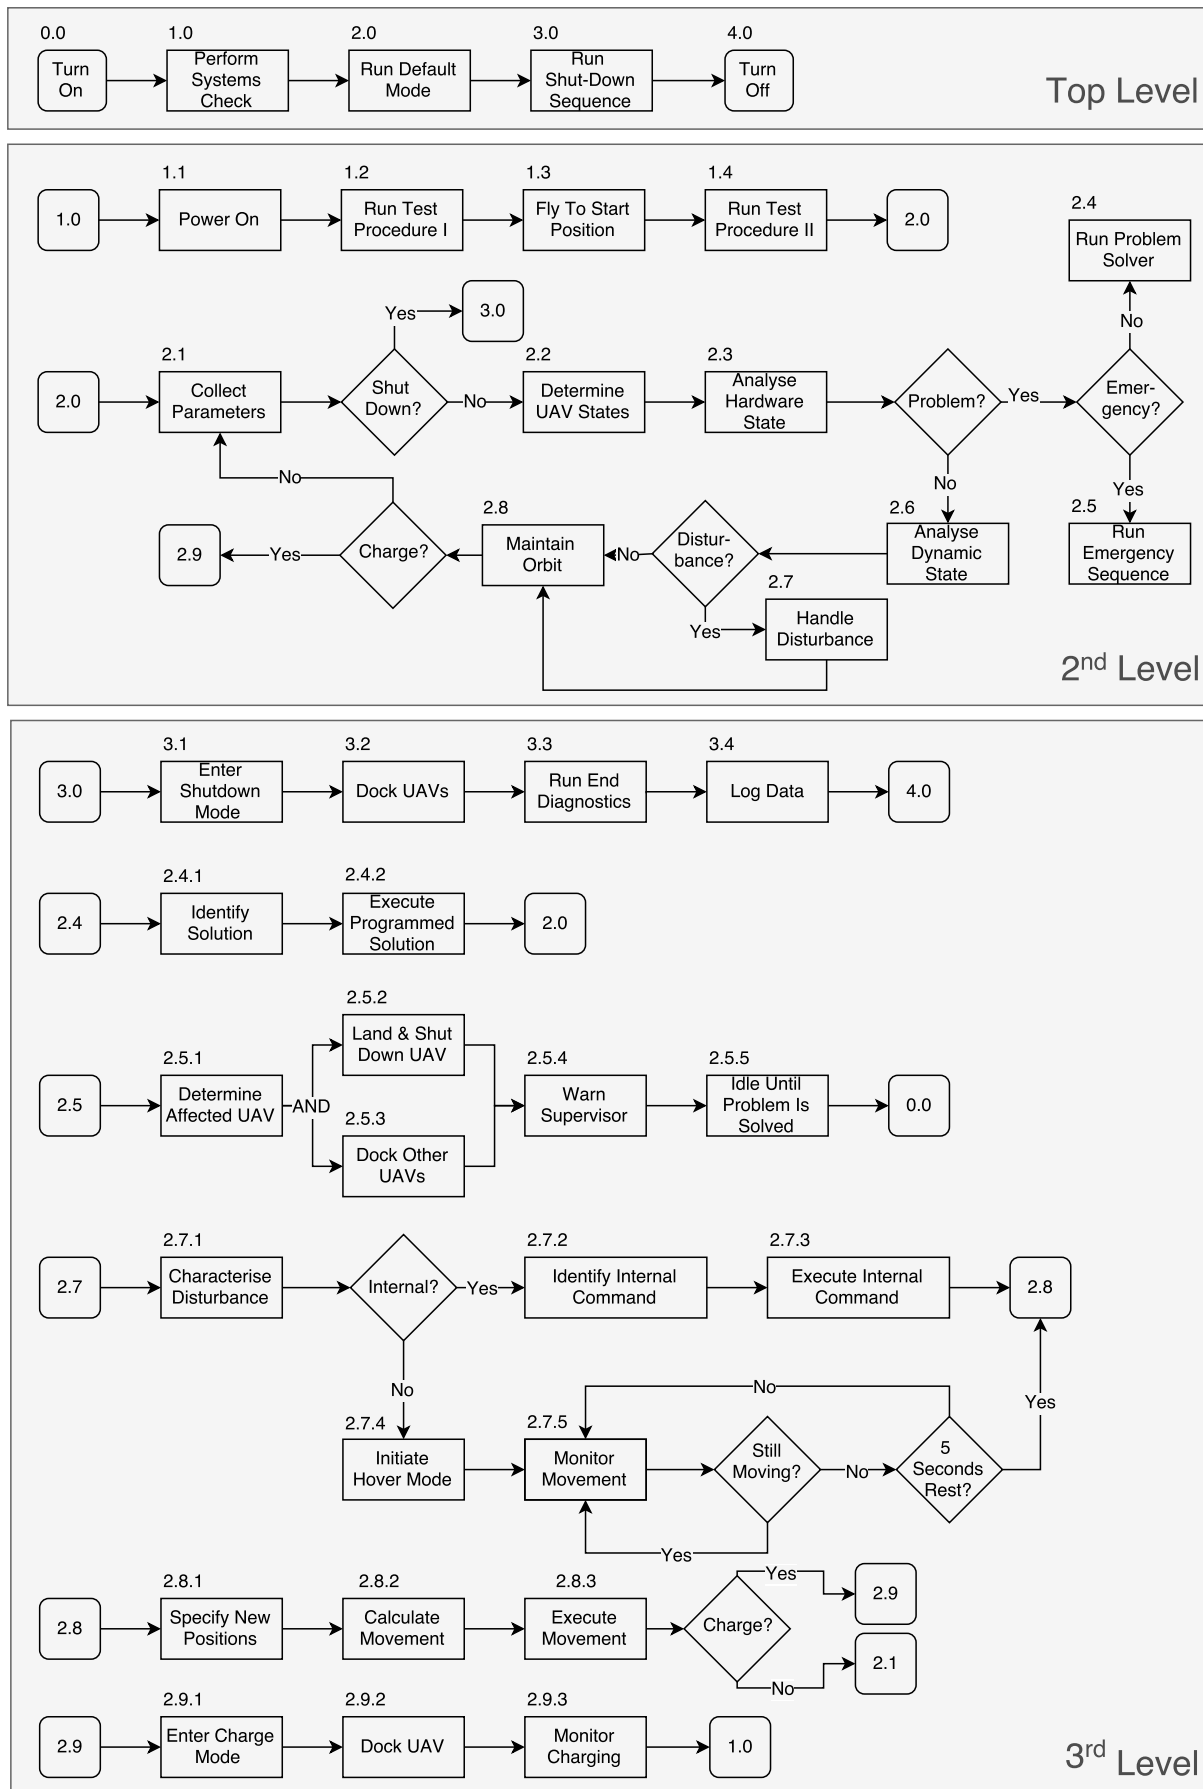 0.0
1.0
2.0
3.0
4.0
Turn
On
Perform
Systems
Check
Run Default
Mode
Run
Shut-Down
Sequence
Turn
Off
Top Level
1.1
1.2
1.3
1.4
1.0
Power On
Run Test
Procedure I
Fly To Start
Position
Run Test
Procedure II
2.0
2.4
Run Problem
Solver
No
Yes
3.0
2.1
2.2
2.3
2.0
Collect
Parameters
Shut
Down?
No
Determine
UAV States
Analyse
Hardware
State
Problem?
Yes
Emer-
gency?
No
No
Yes
2.8
2.6
2.5
2.9
Yes
Charge?
Maintain
Orbit
No
Distur-
bance?
Analyse
Dynamic
State
Run
Emergency
Sequence
2.7
Yes
Handle
Disturbance
2nd Level
3.1
3.2
3.3
3.4
3.0
Enter
Shutdown
Mode
Dock UAVs
Run End
Diagnostics
Log Data
4.0
2.4.1
2.4.2
2.4
Identify
Solution
Execute
Programmed
Solution
2.0
2.5.2
Land & Shut
Down UAV
2.5.1
2.5.4
2.5.5
2.5
Determine
Affected UAV
AND
Warn
Supervisor
Idle Until
Problem Is
Solved
0.0
2.5.3
Dock Other
UAVs
2.7.1
2.7.2
2.7.3
2.7
Characterise
Disturbance
Internal?
Yes
Identify Internal
Command
Execute Internal
Command
2.8
No
No
Yes
2.7.4
2.7.5
Initiate
Hover Mode
Monitor
Movement
Still
Moving?
No
5
Seconds
Rest?
Yes
2.8.1
2.8.2
2.8.3
Yes
2.9
2.8
Specify New
Positions
Calculate
Movement
Execute
Movement
Charge?
2.1
No
2.9.1
2.9.2
2.9.3
2.9
Enter Charge
Mode
Dock UAV
Monitor
Charging
1.0
3rd Level